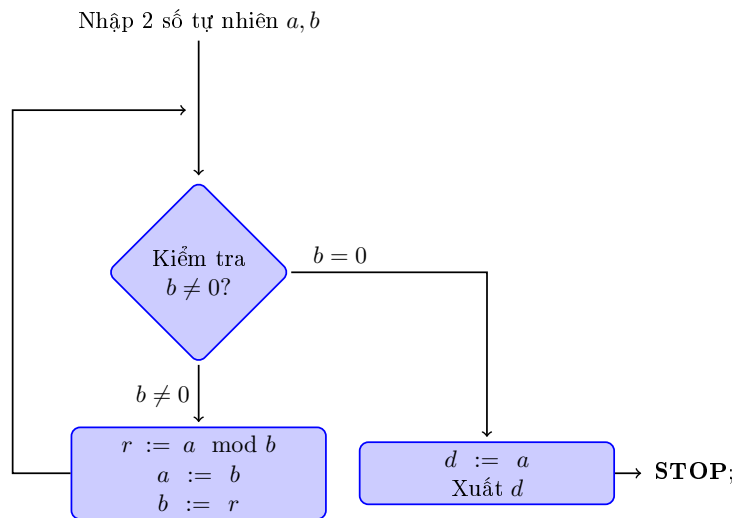 Nhập 2 số tự nhiên a, b
Kiểm tra
b ≠ 0?
b = 0
b ≠ 0
r := a mod b
a := b
b := r
d := a
Xuất d
STOP;